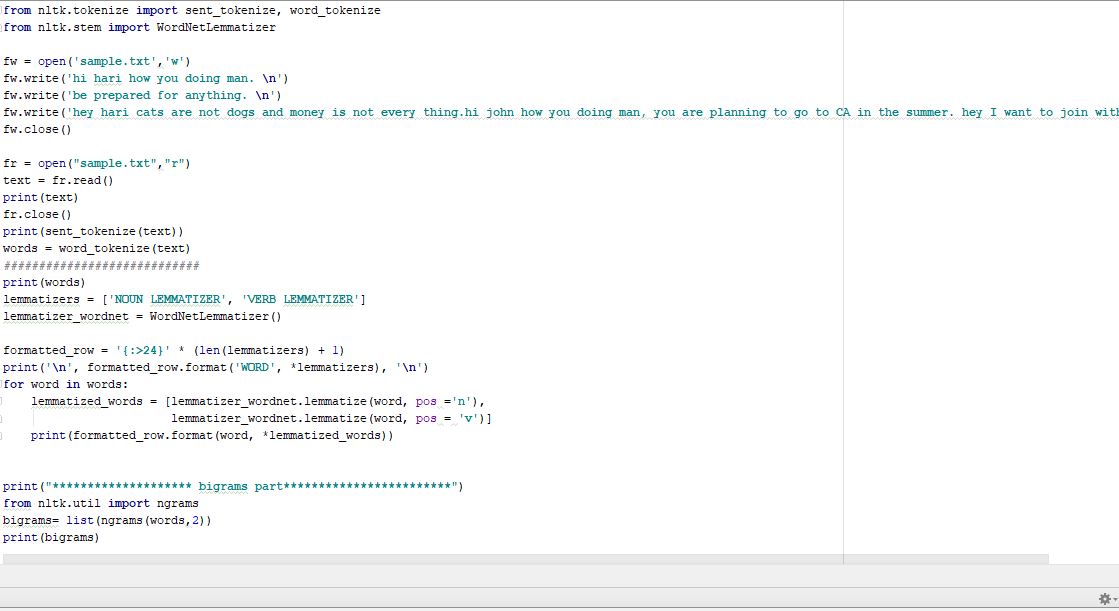 from nltk.tokenize import sent_tokenize, word_tokenize
from nltk.stem import WordNetLemmatizer

fw = open('sample.txt','w')
fw.write('hi hari how you doing man. \n')
fw.write('be prepared for anything. \n')
fw.write('hey hari cats are not dogs and money is not every thing.hi john how you doing man, you are planning to go to CA in the summer. hey I want to join with
fw.close()

fr = open("sample.txt","r")
text = fr.read()
print(text)
fr.close()
print(sent_tokenize(text))
words = word_tokenize(text)
############################
print(words)
lemmatizers = ['NOUN LEMMATIZER', 'VERB LEMMATIZER']
lemmatizer_wordnet = WordNetLemmatizer()

formatted_row = '{:>24}' * (len(lemmatizers) + 1)
print('\n', formatted_row.format('WORD', *lemmatizers), '\n')
for word in words:
    lemmatized_words = [lemmatizer_wordnet.lemmatize(word, pos ='n'),
                        lemmatizer_wordnet.lemmatize(word, pos = 'v')]
    print(formatted_row.format(word, *lemmatized_words))


print("******************** bigrams part************************")
from nltk.util import ngrams
bigrams= list(ngrams(words,2))
print(bigrams)